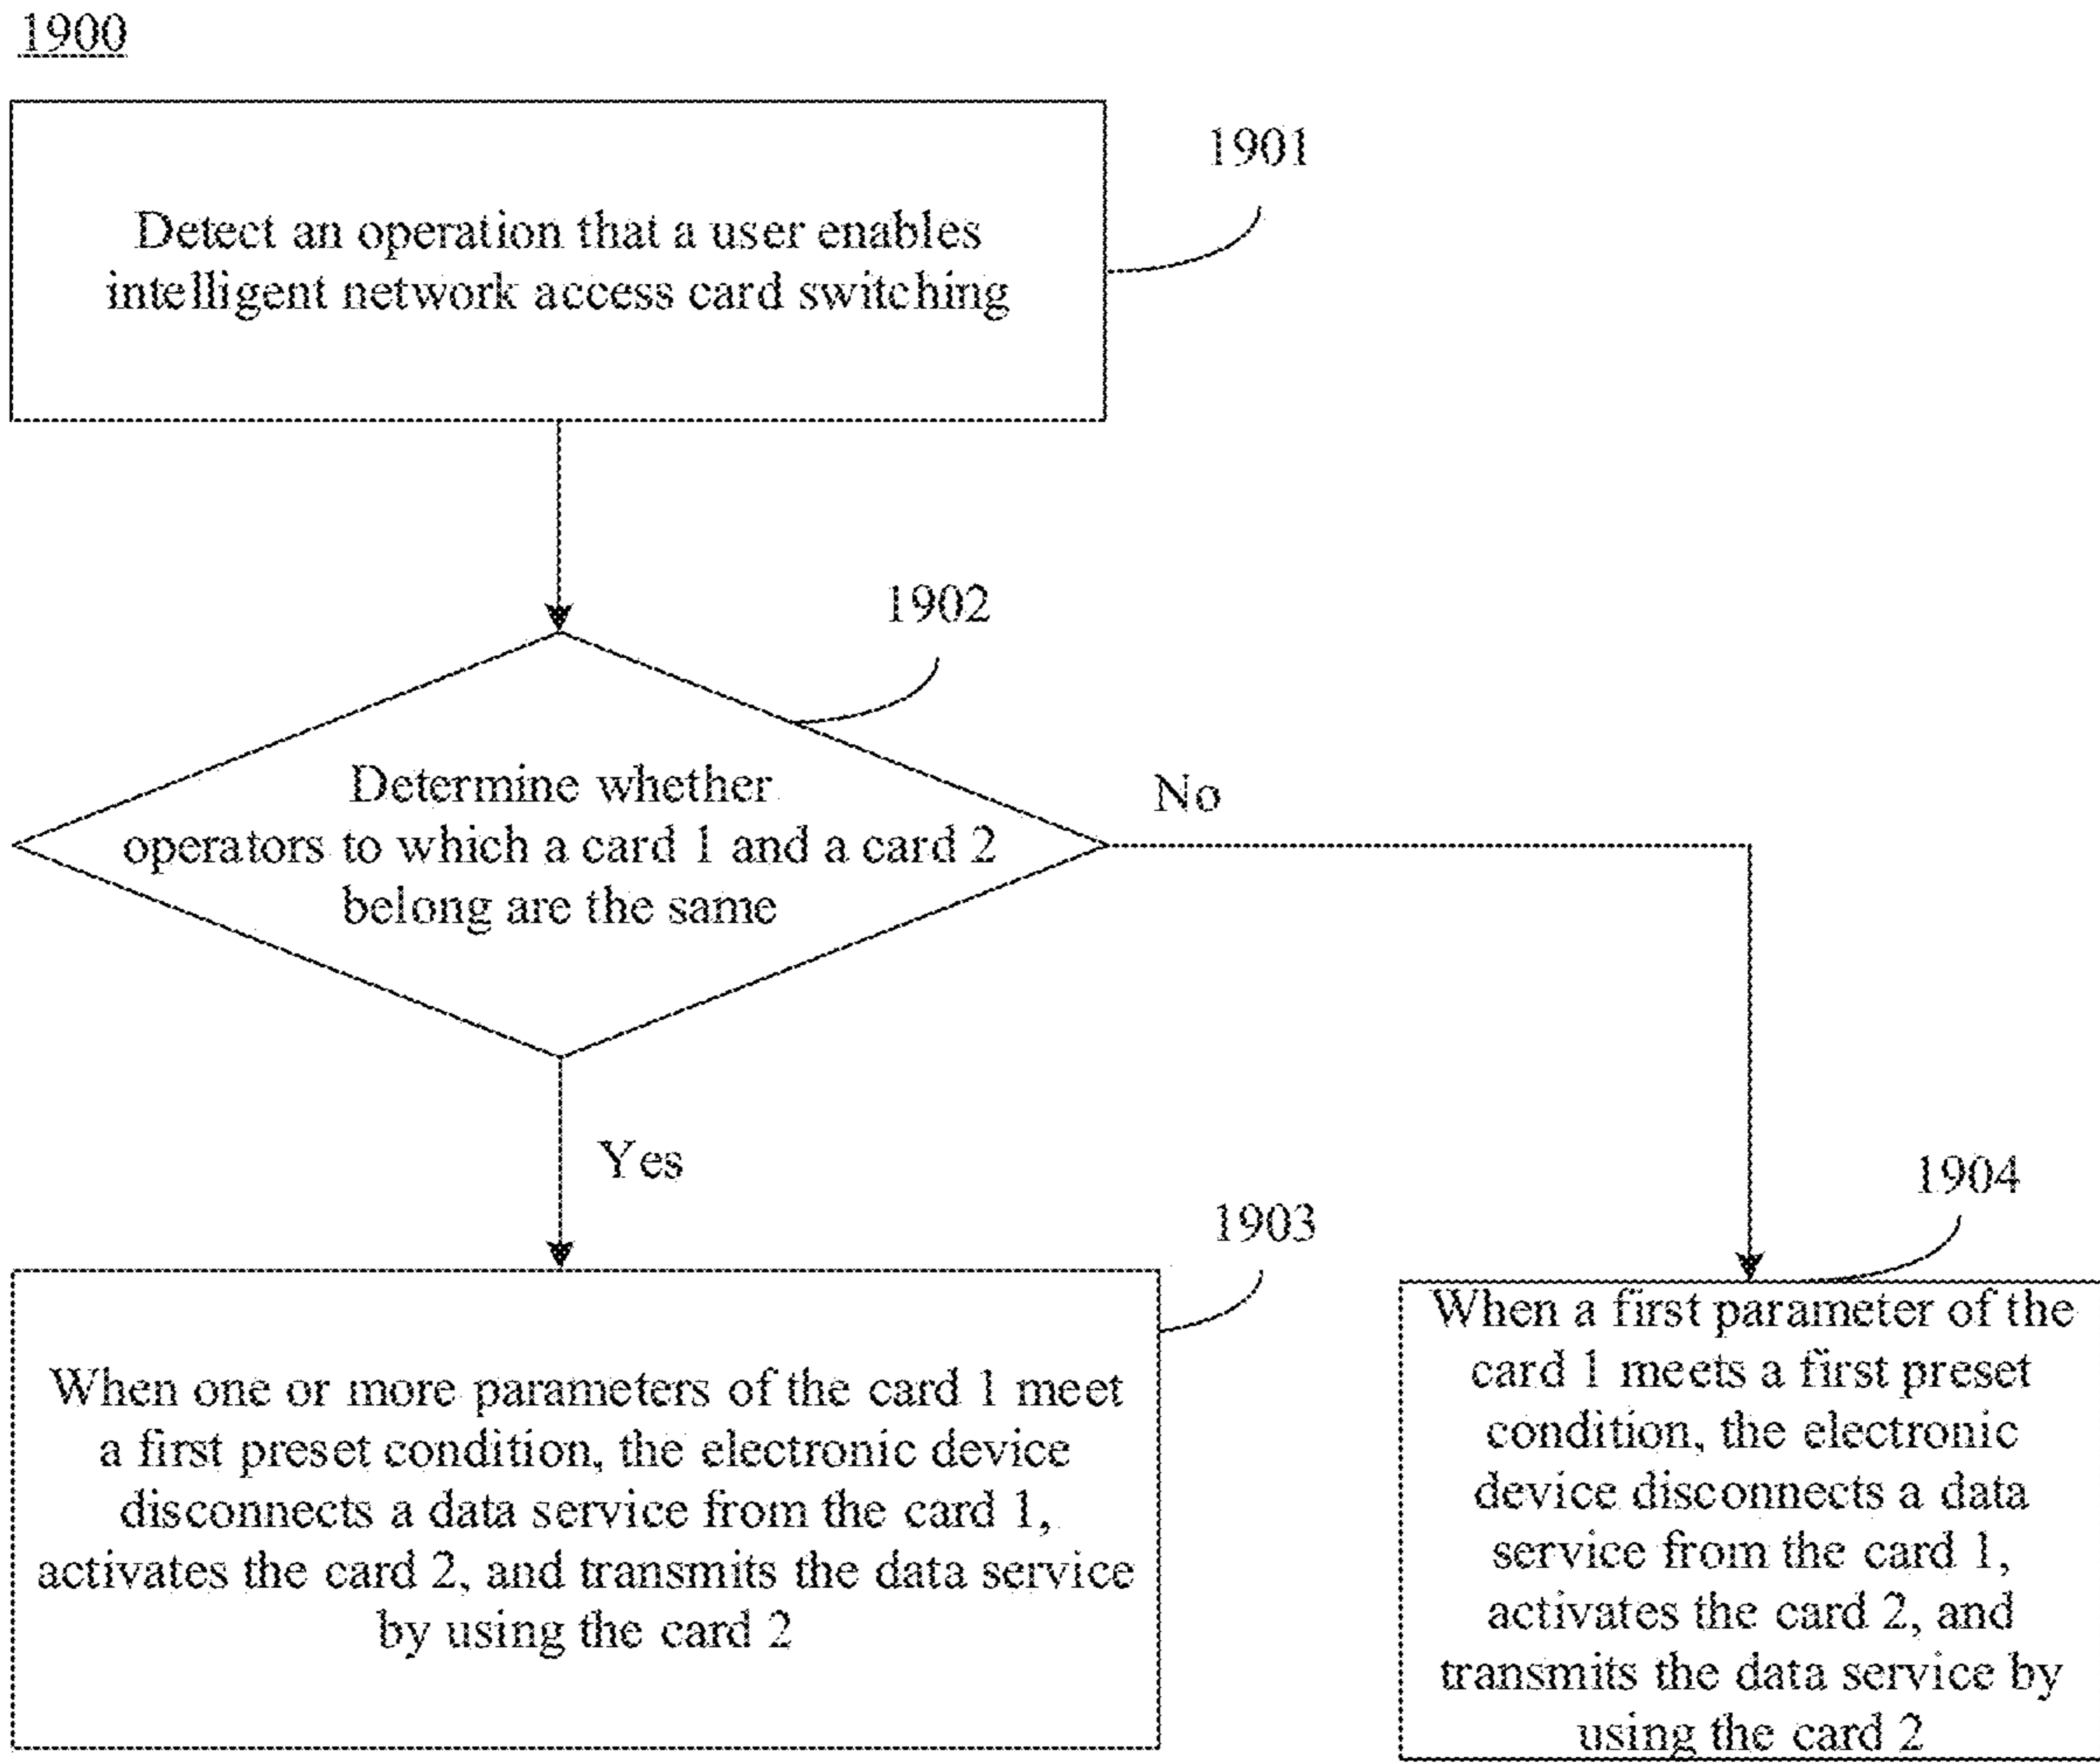 1900
1901
Detect an operation that a user enables
intelligent network access card switching
1902
Determine whether
operators to which a card 1 and a card 2
belong are the same
No
Yes
1903
When one or more parameters of the card 1 meet
a first preset condition, the electronic device
disconnects a data service from the card 1,
activates the card 2, and transmits the data service
by using the card 2
1904
When a first parameter of the
card 1 meets a first preset
condition, the electronic
device disconnects a data
service from the card 1,
activates the card 2, and
transmits the data service by
using the card 2